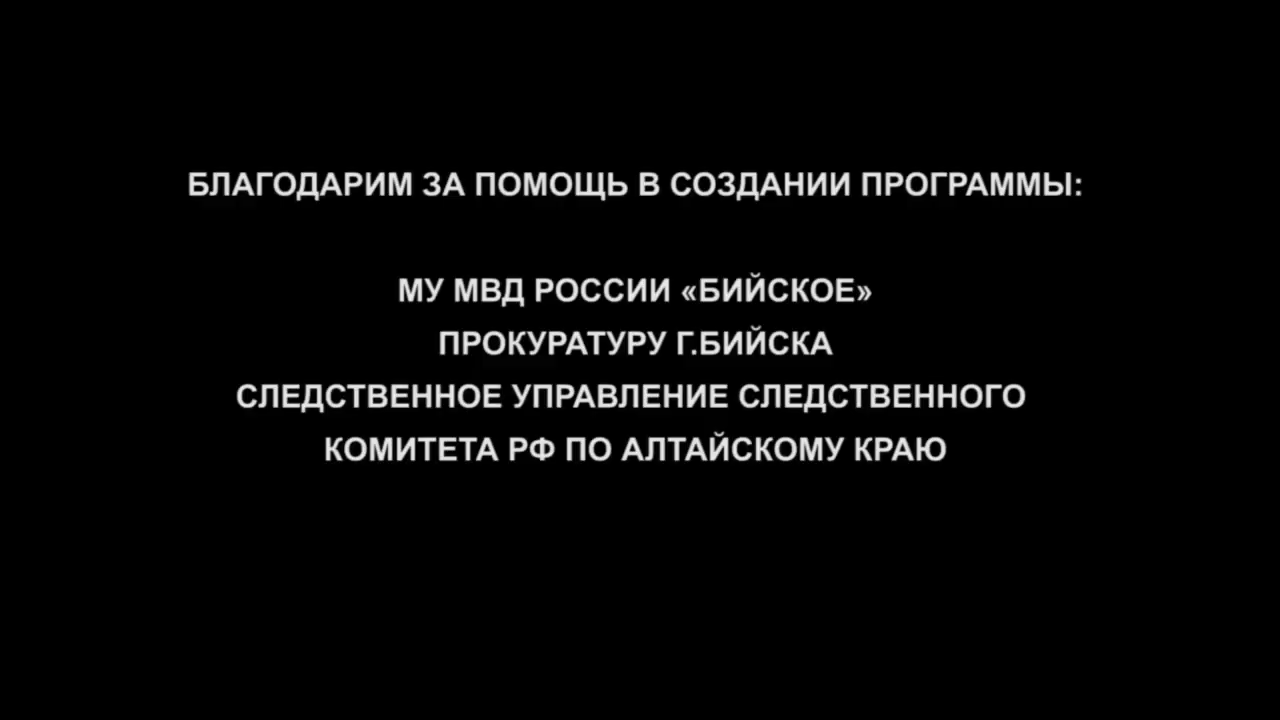 БЛАГОДАРИМ ЗА ПОМОЩЬ В СОЗДАНИИ ПРОГРАММЫ:
МУ МВД РОССИИ «БИЙСКОЕ»
ПРОКУРАТУРУ Г.БИЙСКА
СЛЕДСТВЕННОЕ УПРАВЛЕНИЕ СЛЕДСТВЕННОГО
КОМИТЕТА РФ ПО АЛТАЙСКОМУ КРАЮ